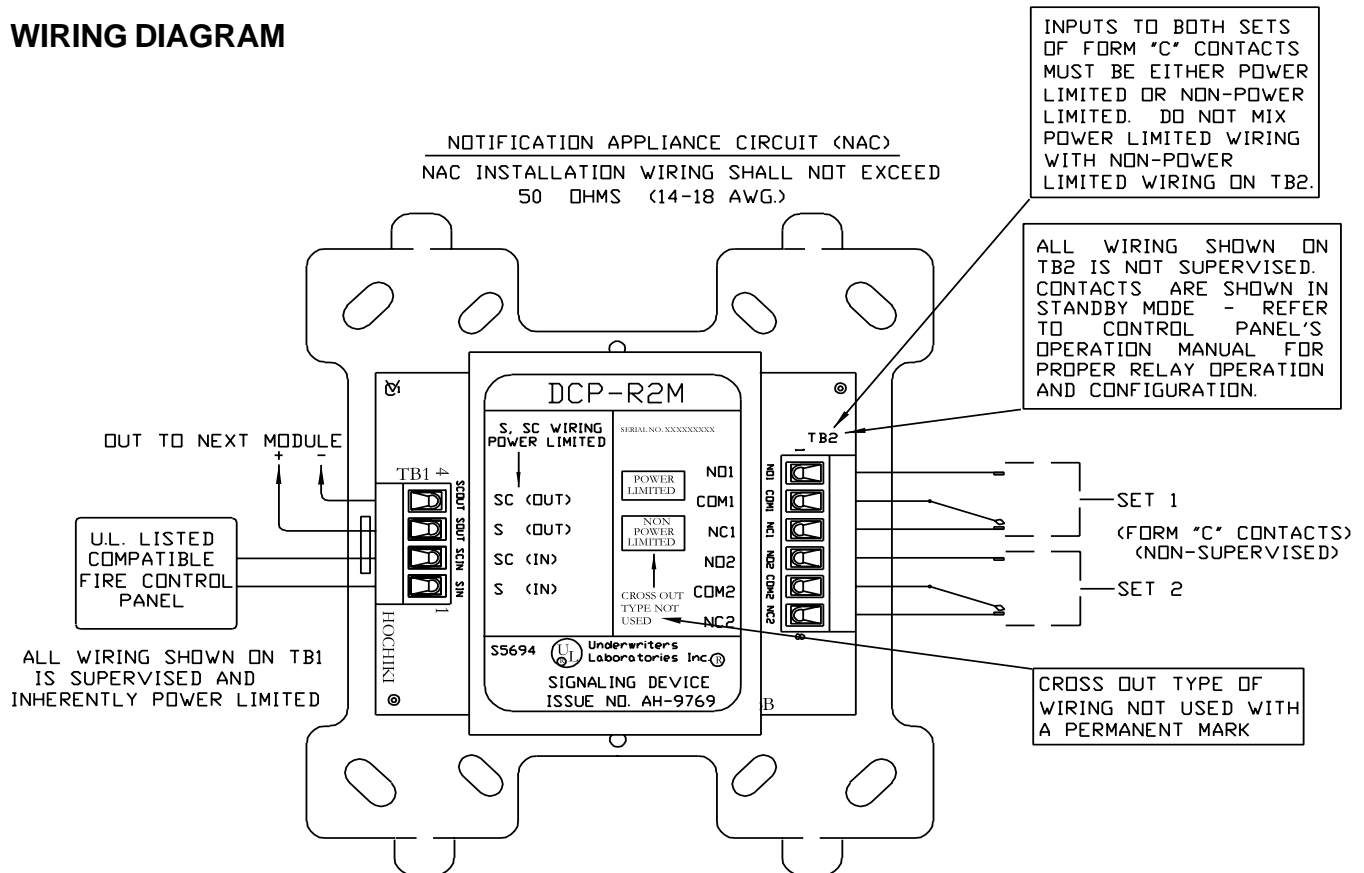 WIRING DIAGRAM
INPUTS TO BOTH SETS
OF FORM "C" CONTACTS
MUST BE EITHER POWER
LIMITED OR NON-POWER
LIMITED. DO NOT MIX
POWER LIMITED WIRING
WITH NON-POWER
LIMITED WIRING ON TB2.
NOTIFICATION APPLIANCE CIRCUIT (NAC)
NAC INSTALLATION WIRING SHALL NOT EXCEED
50 OHMS (14-18 AWG.)
ALL WIRING SHOWN ON
TB2 IS NOT SUPERVISED.
CONTACTS ARE SHOWN IN
STANDBY MODE - REFER
TO CONTROL PANEL'S
OPERATION MANUAL FOR
PROPER RELAY OPERATION
AND CONFIGURATION.
OUT TO NEXT MODULE
+ -
U.L. LISTED
COMPATIBLE
FIRE CONTROL
PANEL
ALL WIRING SHOWN ON TB1
IS SUPERVISED AND
INHERENTLY POWER LIMITED
TB1
4
SCOUT
SOUT
SCIN
SIN
1
HOCHIKI
DCP-R2M
S, SC WIRING
POWER LIMITED
SC (OUT)
S (OUT)
SC (IN)
S (IN)
SERIAL NO. XXXXXXXXX
POWER
LIMITED
NON
POWER
LIMITED
CROSS OUT
TYPE NOT
USED
NO1
COM1
NC1
NO2
COM2
NC2
S5694
UL
®
Underwriters
Laboratories Inc.®
SIGNALING DEVICE
ISSUE NO. AH-9769
TB2
1
NO1
COM1
NC1
NO2
COM2
NC2
8
B
SET 1
(FORM "C" CONTACTS)
(NON-SUPERVISED)
SET 2
CROSS OUT TYPE OF
WIRING NOT USED WITH
A PERMANENT MARK